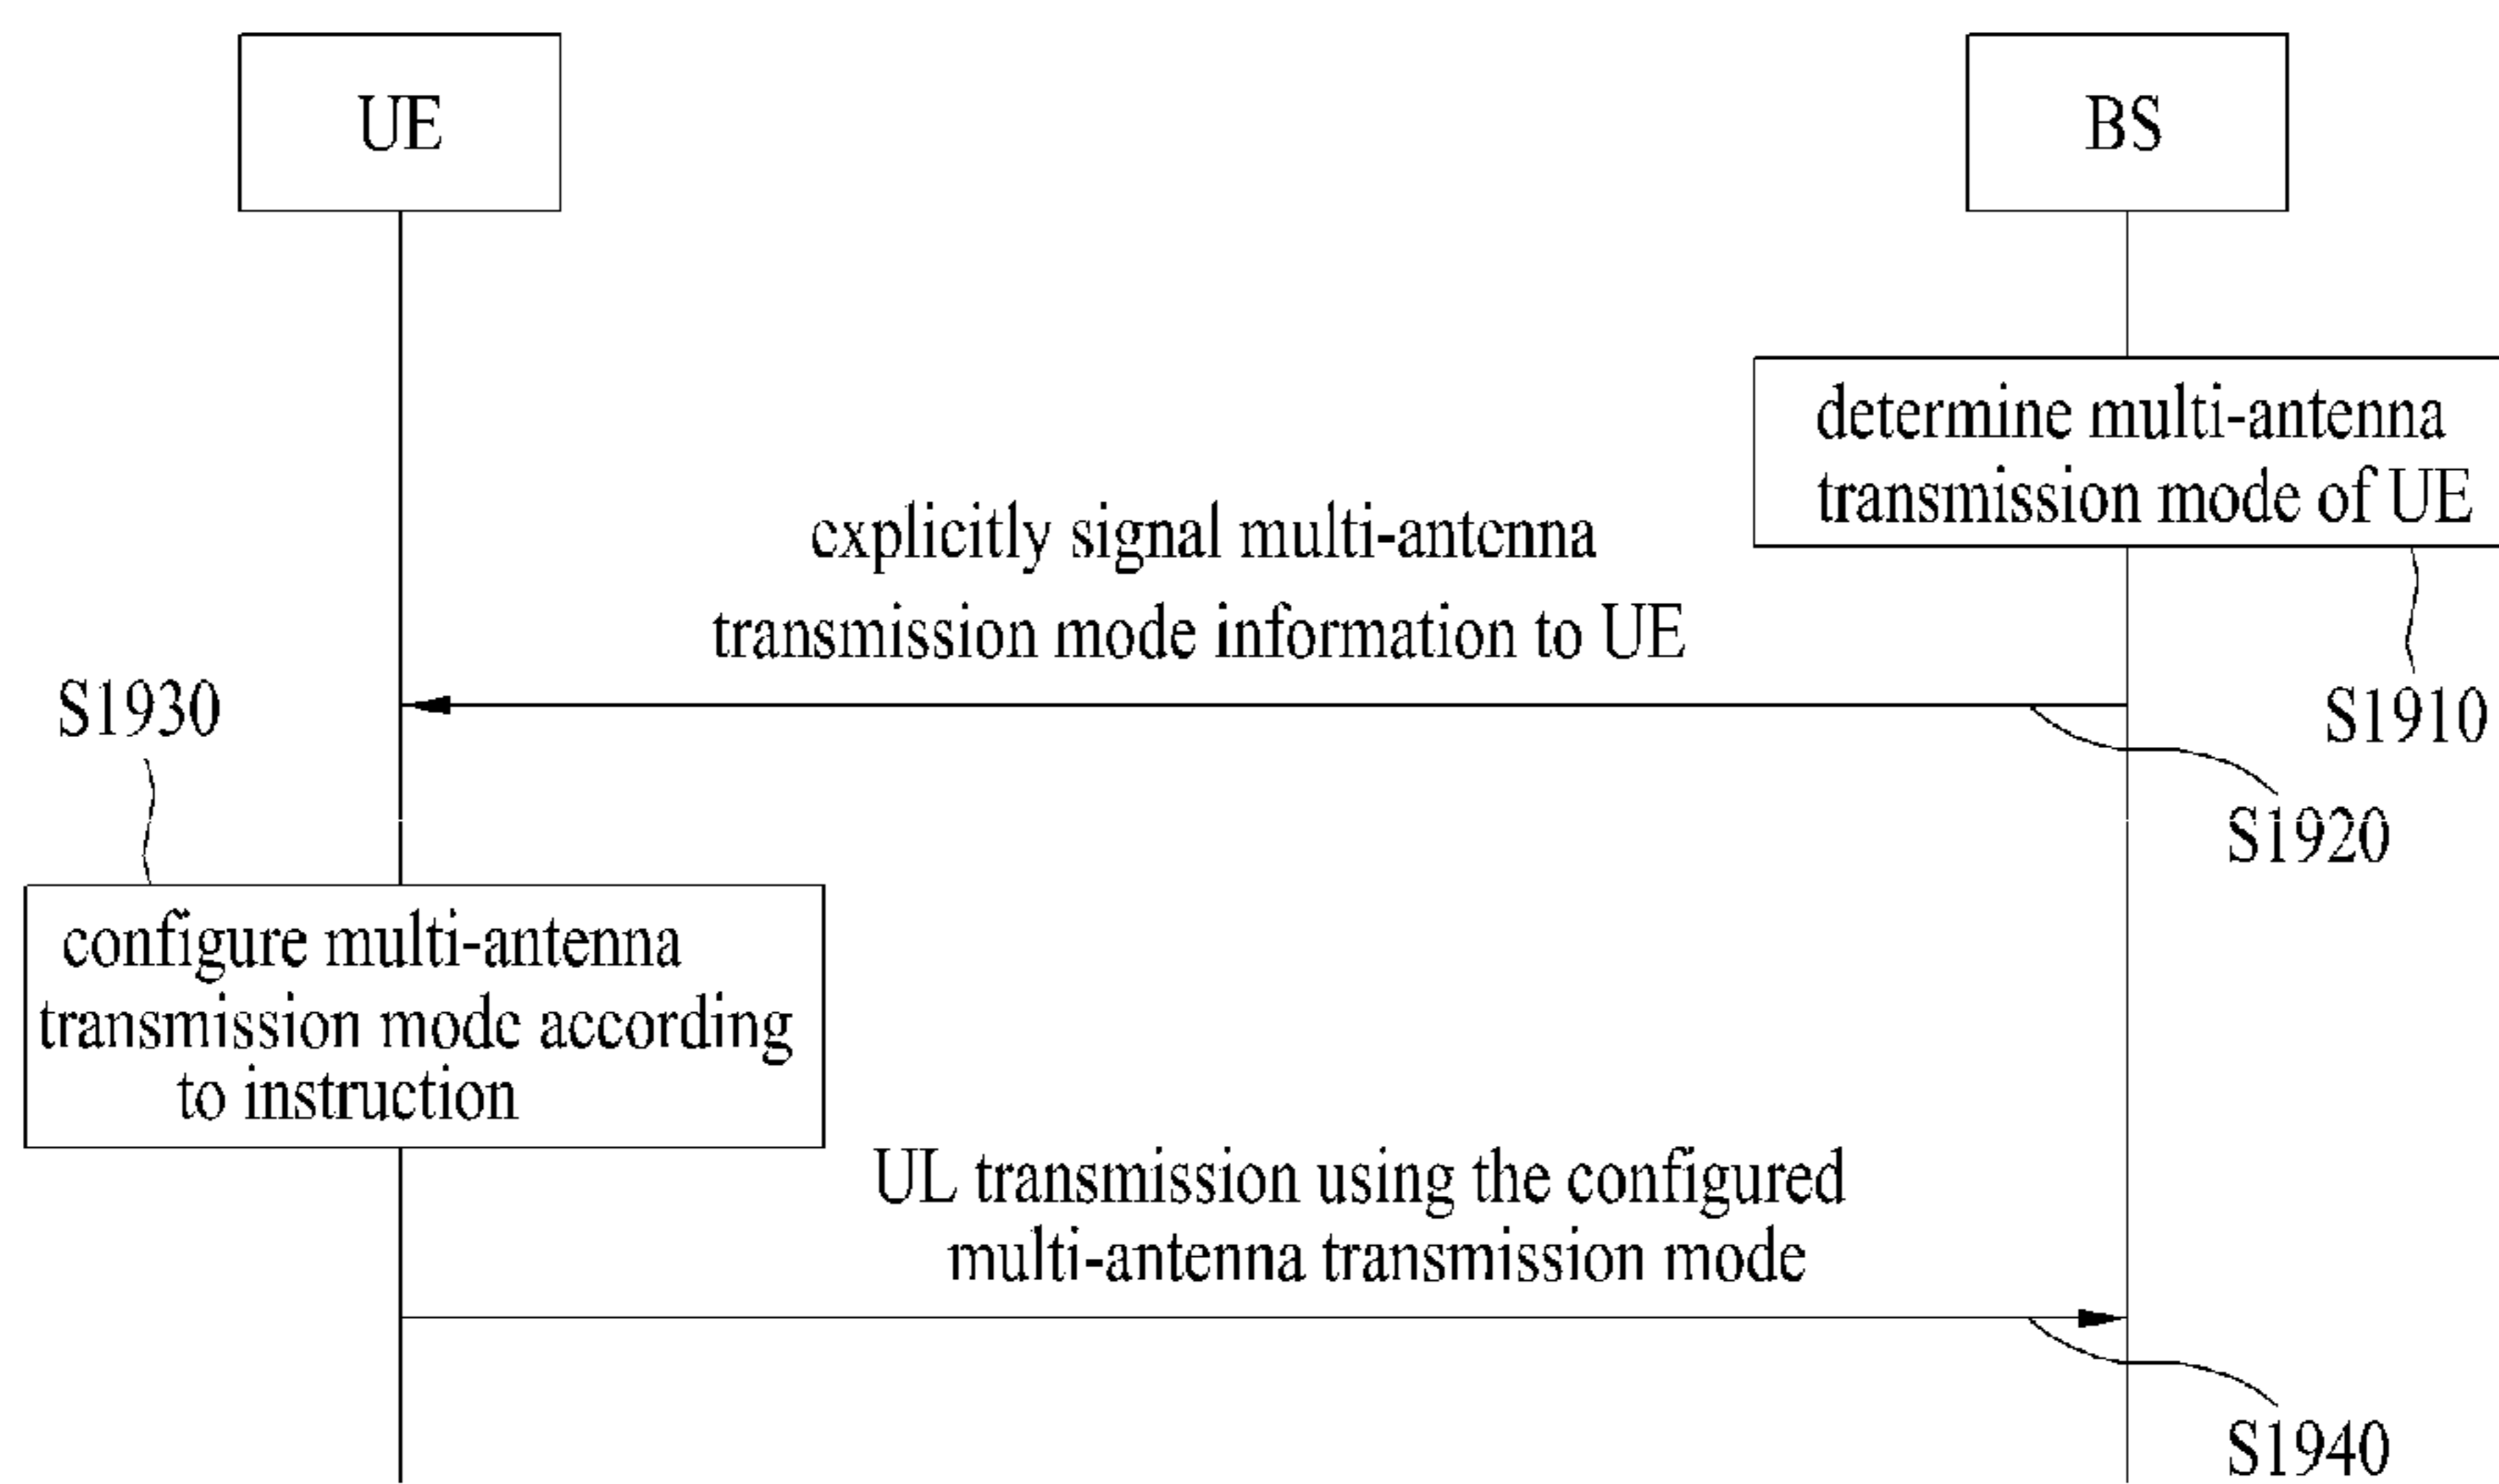 UE
BS
determine multi-antenna
transmission mode of UE
explicitly signal multi-antenna
transmission mode information to UE
S1930
S1910
S1920
configure multi-antenna
transmission mode according
to instruction
UL transmission using the configured
multi-antenna transmission mode
S1940